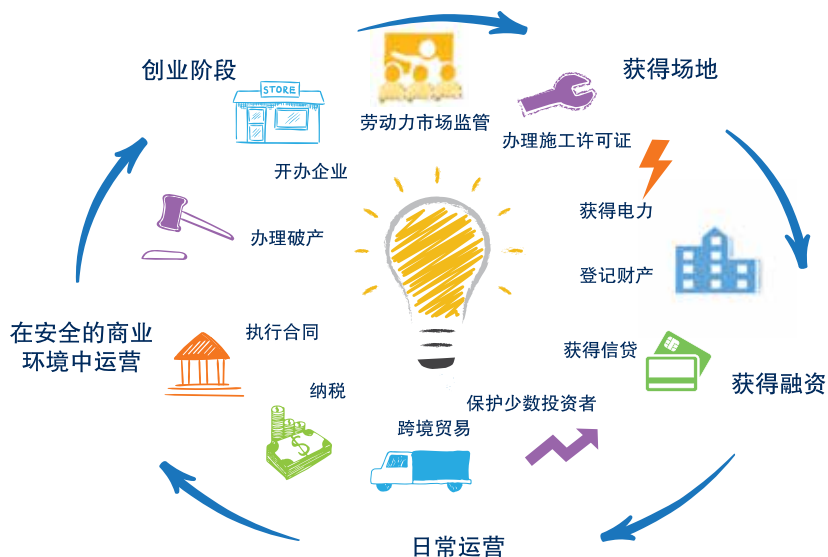 创业阶段
STORE
开办企业
劳动力市场监管
获得场地
办理施工许可证
获得电力
登记财产
获得信贷
获得融资
保护少数投资者
跨境贸易
日常运营
纳税
执行合同
在安全的商业
环境中运营
办理破产